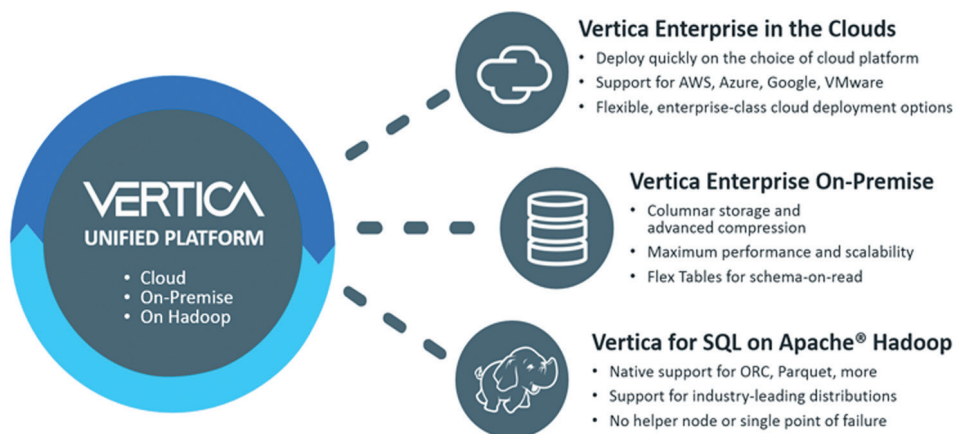 VERTICA
UNIFIED PLATFORM
• Cloud
• On-Premise
• On Hadoop
Vertica Enterprise in the Clouds
• Deploy quickly on the choice of cloud platform
• Support for AWS, Azure, Google, VMware
• Flexible, enterprise-class cloud deployment options
Vertica Enterprise On-Premise
• Columnar storage and
advanced compression
• Maximum performance and scalability
• Flex Tables for schema-on-read
Vertica for SQL on Apache® Hadoop
• Native support for ORC, Parquet, more
• Support for industry-leading distributions
• No helper node or single point of failure